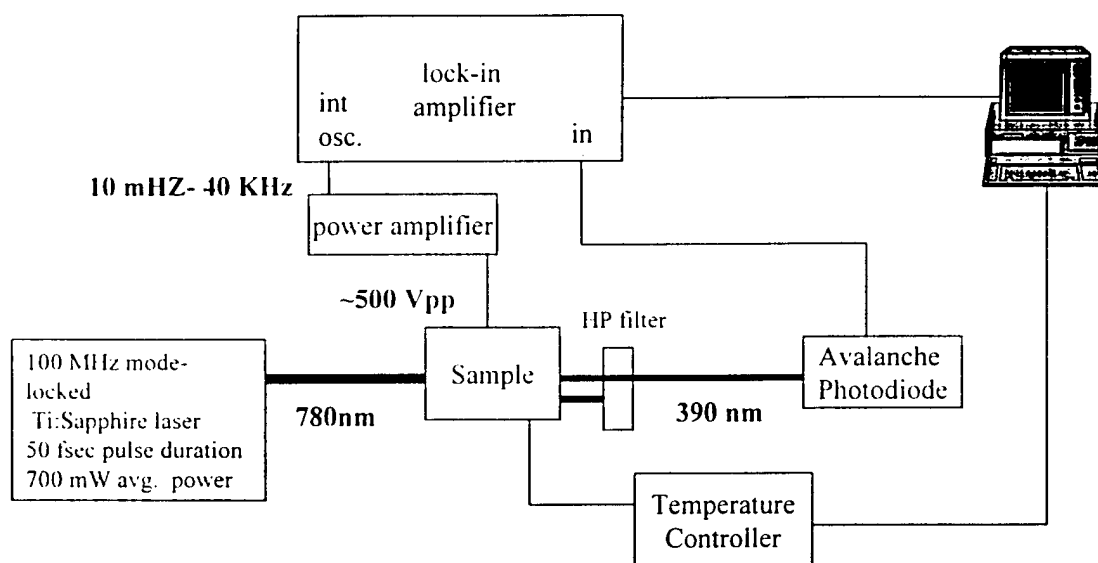 lock-in
amplifier
int
osc.
in
10 mHZ- 40 KHz
power amplifier
~500 Vpp
HP filter
100 MHz mode-
locked
Ti:Sapphire laser
50 fsec pulse duration
700 mW avg. power
780nm
Sample
390 nm
Avalanche
Photodiode
Temperature
Controller